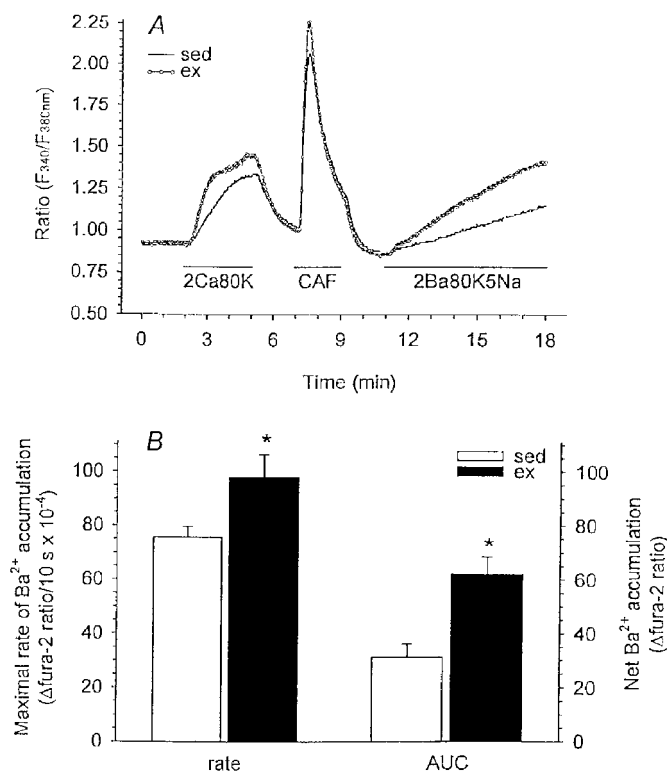 A
sed
ex
Ratio (F340/F380nm)
2.25
2.00
1.75
1.50
1.25
1.00
0.75
0.50
2Ca80K
CAF
2Ba80K5Na
0 3 6 9 12 15 18
Time (min)
B
*
*
sed
ex
Maximal rate of Ba2+ accumulation
(Δfura-2 ratio/10 s x 10-4)
100
80
60
40
20
0
100
80
60
40
20
0
Net Ba2+ accumulation
(Δfura-2 ratio)
rate AUC